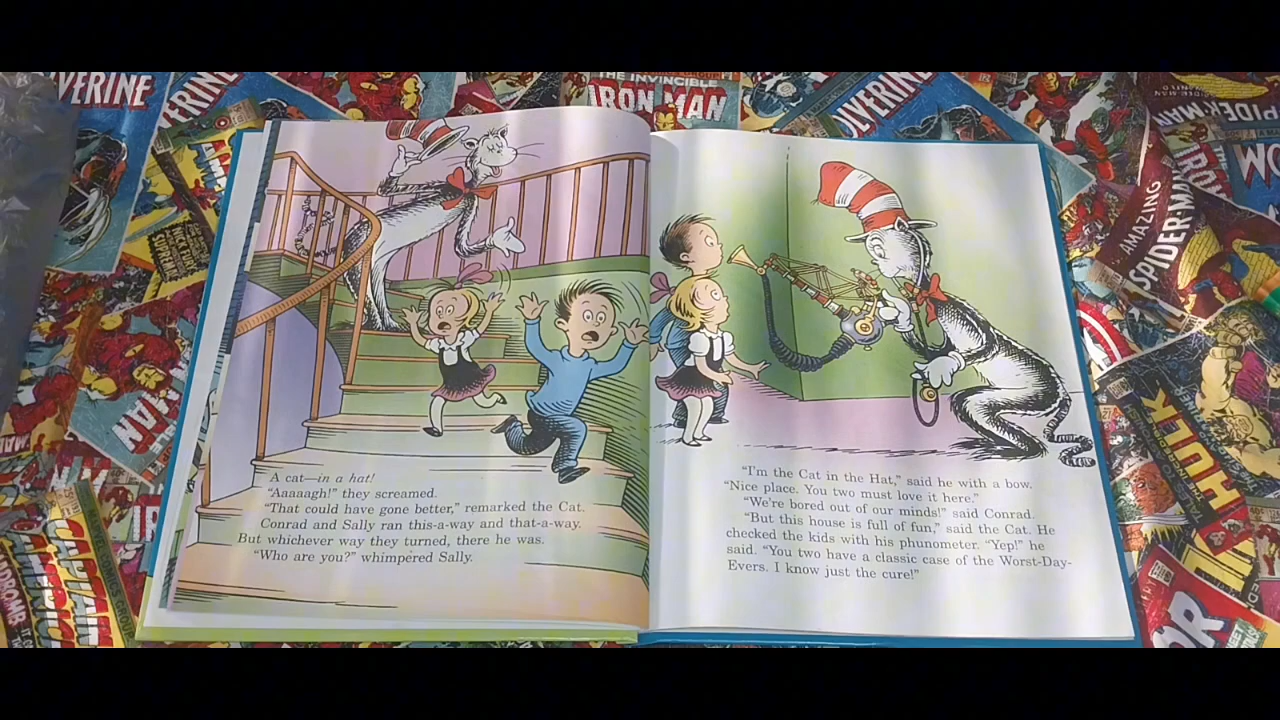 WOLVERINE
THE INVINCIBLE
IRON MAN
WOLVERINE
SPIDER-MAN
AMAZING
SPIDER-MAN
HULK
CAPTAIN
AMERICA
A cat—in a hat!
"Aaaaagh!" they screamed.
"That could have gone better," remarked the Cat.
Conrad and Sally ran this-a-way and that-a-way.
But whichever way they turned, there he was.
"Who are you?" whimpered Sally.
"I'm the Cat in the Hat," said he with a bow.
"Nice place. You two must love it here."
"We're bored out of our minds!" said Conrad.
"But this house is full of fun," said the Cat. He
checked the kids with his phunometer. "Yep!" he
said. "You two have a classic case of the Worst-Day-
Evers. I know just the cure!"